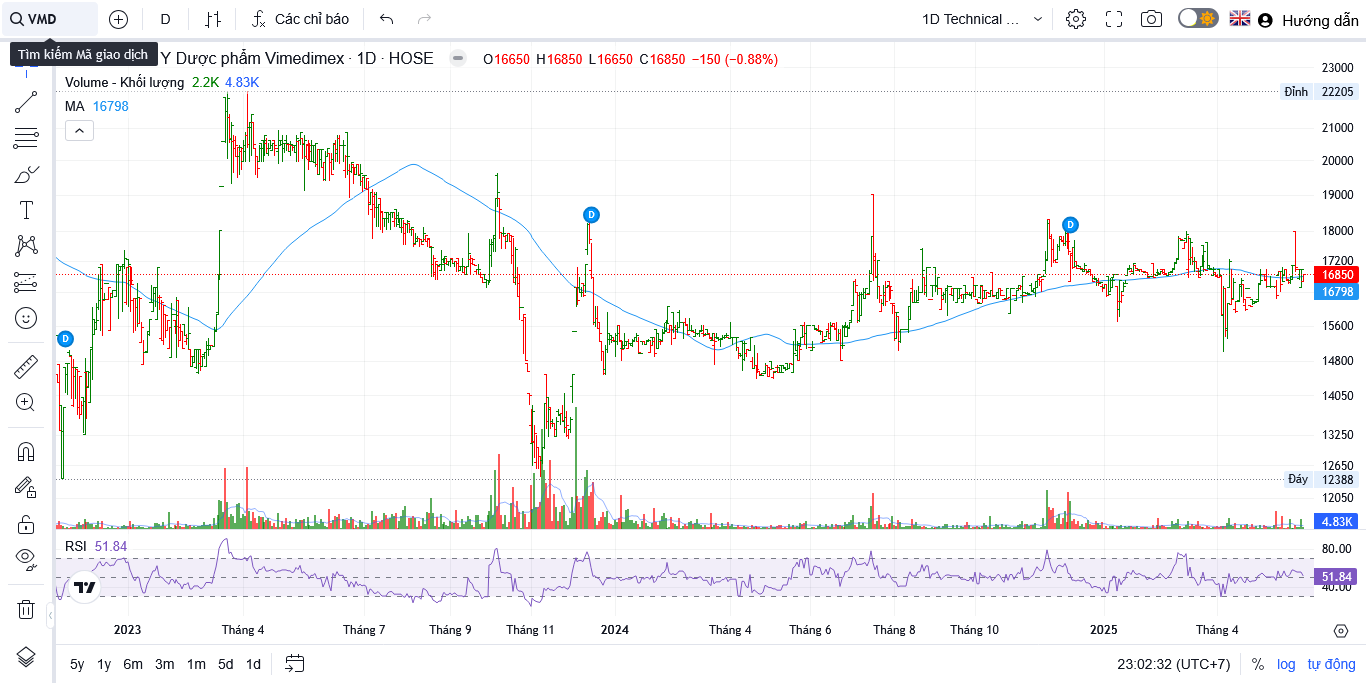 VMD
D
Các chỉ báo
1D Technical ...
Hướng dẫn
Tìm kiếm Mã giao dịch
Y Dược phẩm Vimedimex · 1D · HOSE
O16650 H16850 L16650 C16850 −150 (−0.88%)
Volume - Khối lượng 2.2K 4.83K
MA 16798
23000
Đỉnh 22205
21000
20000
19000
18000
17200
16850
16798
15600
14800
14050
13250
12650
Đáy 12388
12050
4.83K
D
D
D
RSI 51.84
80.00
51.84
40.00
2023
Tháng 4
Tháng 7
Tháng 9
Tháng 11
2024
Tháng 4
Tháng 6
Tháng 8
Tháng 10
2025
Tháng 4
5y 1y 6m 3m 1m 5d 1d
23:02:32 (UTC+7)
% log tự động